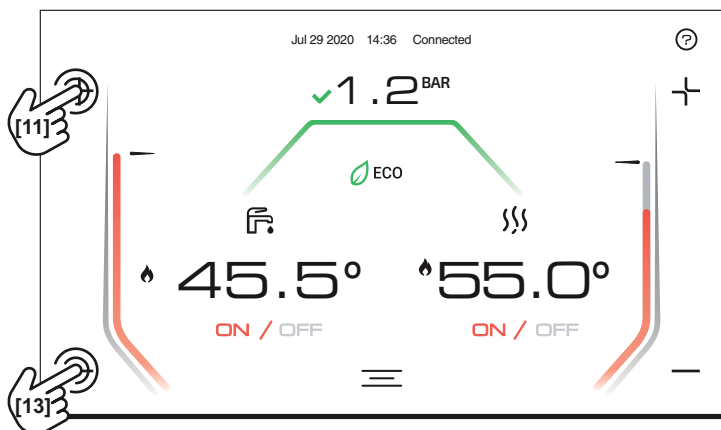 Jul 29 2020 14:36 Connected
1.2 BAR
[11]
ECO
45.5° 55.0°
ON / OFF ON / OFF
[13]